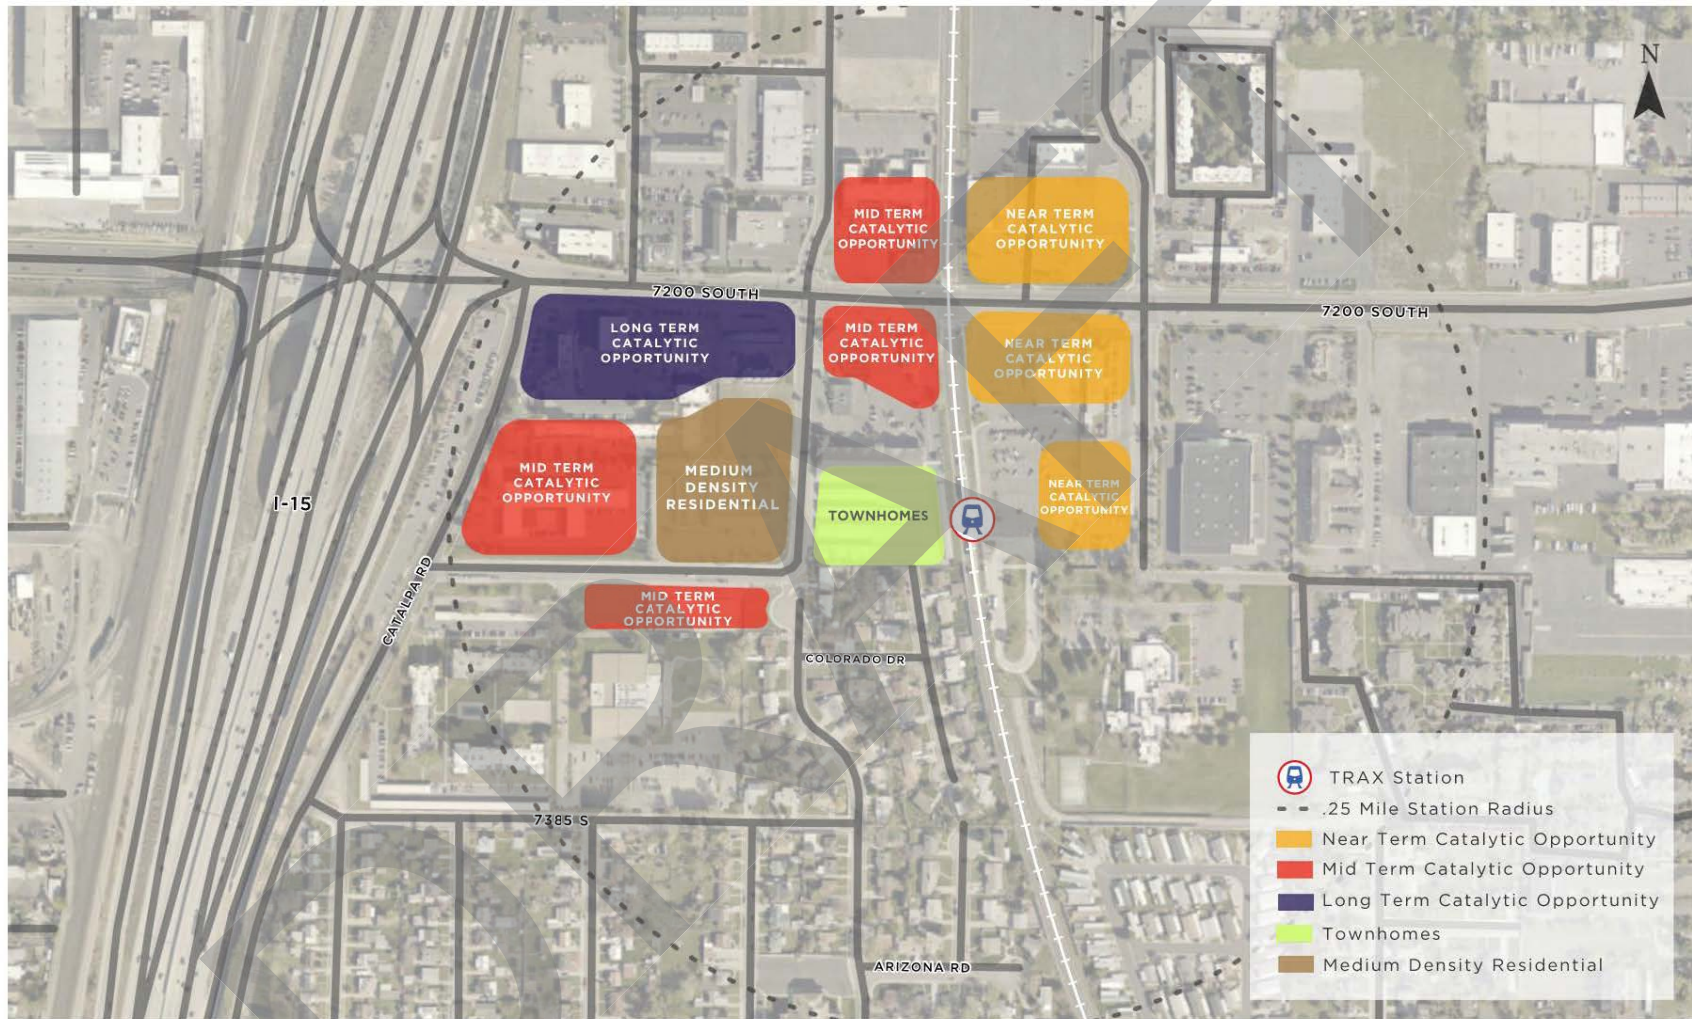 N
MID TERM
CATALYTIC
OPPORTUNITY
NEAR TERM
CATALYTIC
OPPORTUNITY
7200 SOUTH
7200 SOUTH
LONG TERM
CATALYTIC
OPPORTUNITY
MID TERM
CATALYTIC
OPPORTUNITY
NEAR TERM
CATALYTIC
OPPORTUNITY
MID TERM
CATALYTIC
OPPORTUNITY
MEDIUM
DENSITY
RESIDENTIAL
TOWNHOMES
NEAR TERM
CATALYTIC
OPPORTUNITY
I-15
CATALPA RD
MID TERM
CATALYTIC
OPPORTUNITY
COLORADO DR
7385 S
ARIZONA RD
TRAX Station
.25 Mile Station Radius
Near Term Catalytic Opportunity
Mid Term Catalytic Opportunity
Long Term Catalytic Opportunity
Townhomes
Medium Density Residential
DRAFT